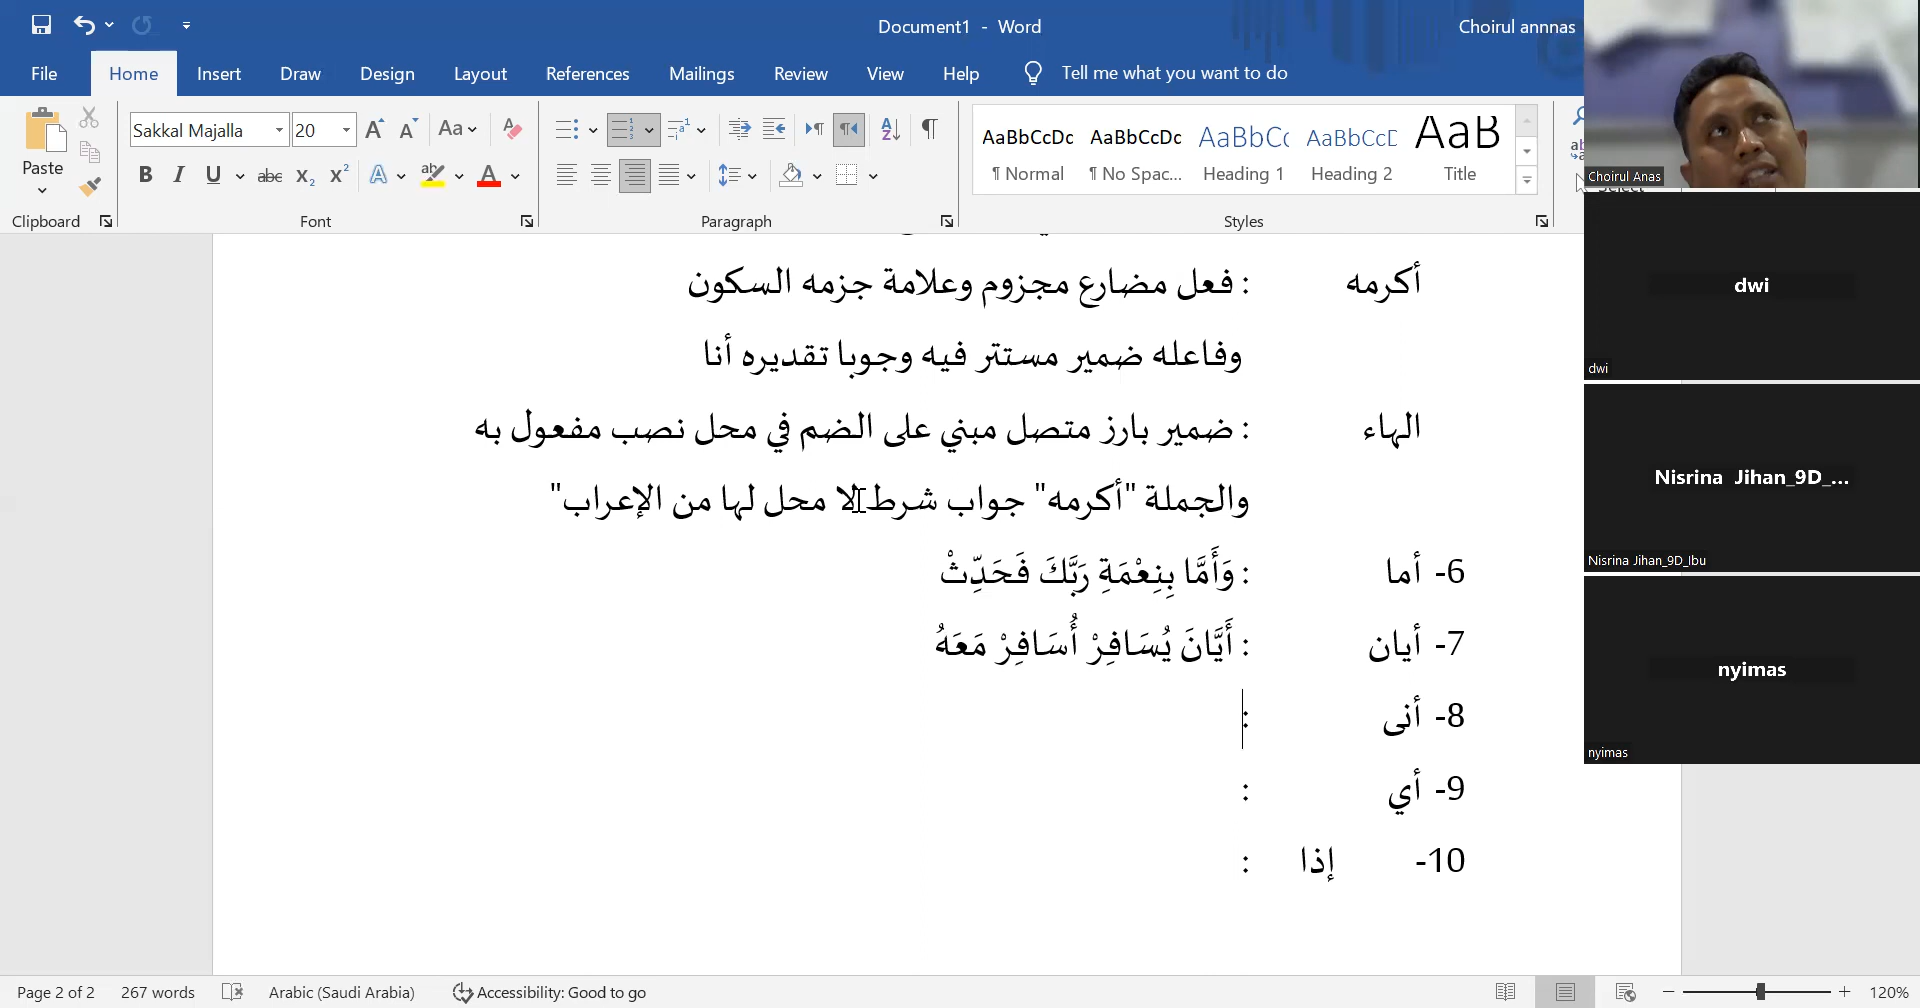 Document1 - Word
Choirul annnas
File Home Insert Draw Design Layout References Mailings Review View Help Tell me what you want to do
Paste
Sakkal Majalla 20
Clipboard Font Paragraph Styles
AaBbCcDc AaBbCcDc AaBbCc AaBbCcD AaB
¶ Normal ¶ No Spac... Heading 1 Heading 2 Title
أكرمه : فعل مضارع مجزوم وعلامة جزمه السكون
وفاعله ضمير مستتر فيه وجوبا تقديره أنا
الهاء : ضمير بارز متصل مبني على الضم في محل نصب مفعول به
والجملة "أكرمه" جواب شرط لا محل لها من الإعراب"
6- أما : وَأَمَّا بِنِعْمَةِ رَبَّكَ فَحَدِّثْ
7- أيان : أَيَّانَ يُسَافِرْ أُسَافِرْ مَعَهُ
8- أنى :
9- أي :
10- إذا :
Choirul Anas
dwi
dwi
Nisrina Jihan_9D_...
Nisrina Jihan_9D_Ibu
nyimas
nyimas
Page 2 of 2 267 words Arabic (Saudi Arabia) Accessibility: Good to go 120%